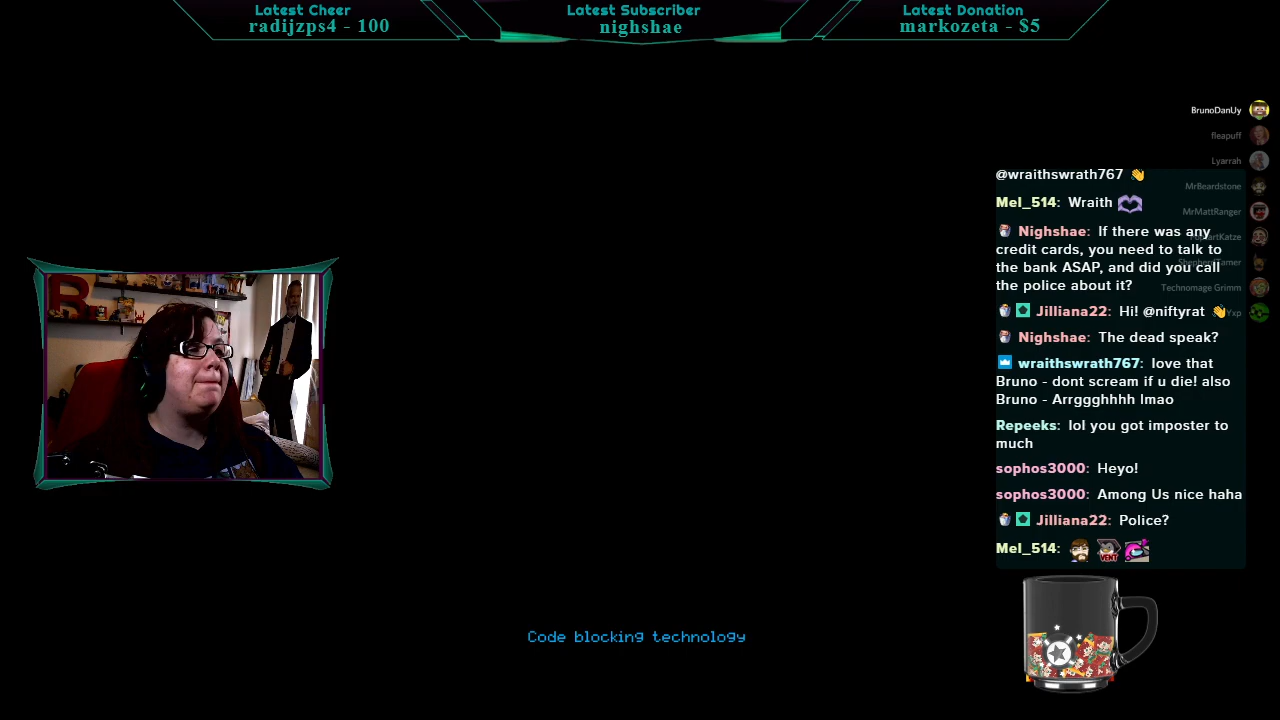 Latest Cheer
radijzps4 - 100
Latest Subscriber
nighshae
Latest Donation
markozeta - $5
BrunoDanUy
fleapuff
Lyarrah
MrBeardstone
MrMattRanger
Technomage Grimm
@wraithswrath767
Mel_514: Wraith
Nighshae: If there was any
credit cards, you need to talk to
the bank ASAP, and did you call
the police about it?
Jilliana22: Hi! @niftyrat
Nighshae: The dead speak?
wraithswrath767: love that
Bruno - dont scream if u die! also
Bruno - Arrggghhhh lmao
Repeeks: lol you got imposter to
much
sophos3000: Heyo!
sophos3000: Among Us nice haha
Jilliana22: Police?
Mel_514:
VENT
R
Code blocking technology